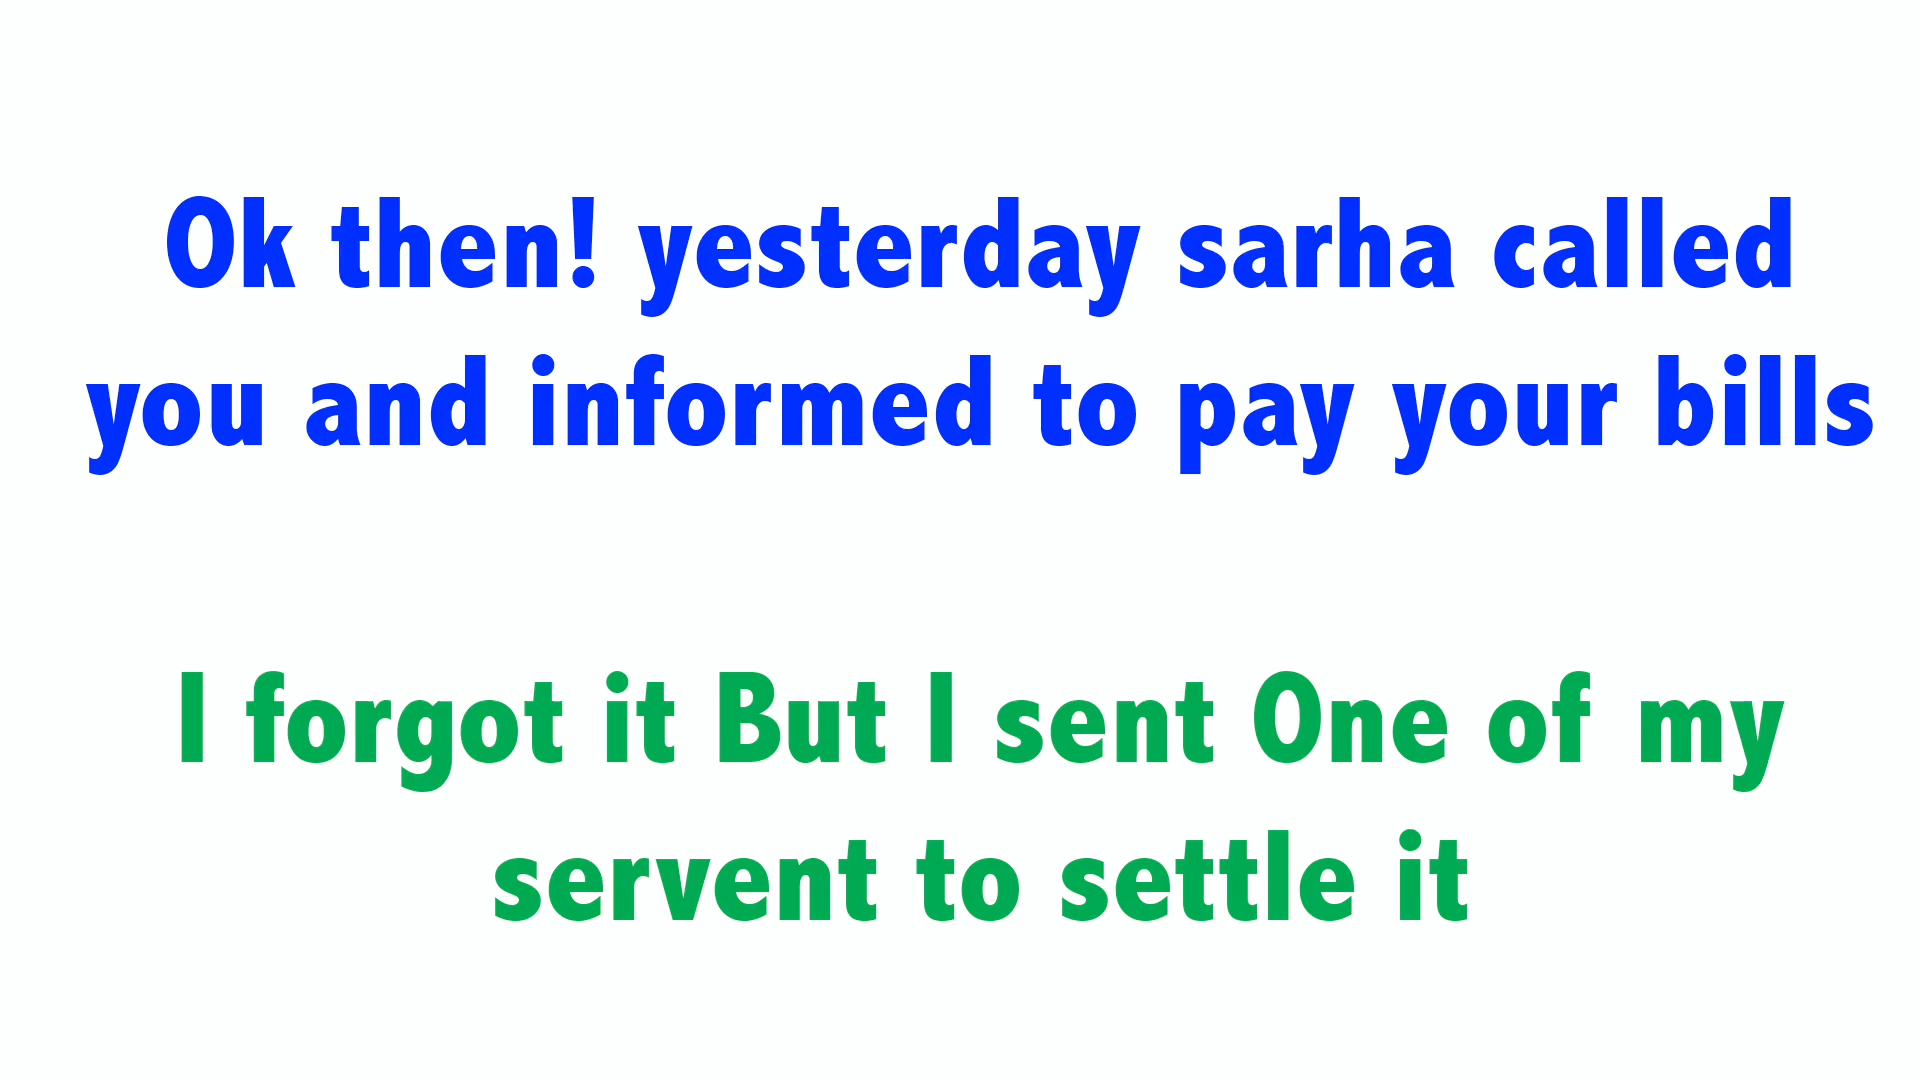 Ok then! yesterday sarha called
you and informed to pay your bills
I forgot it But I sent One of my
servent to settle it